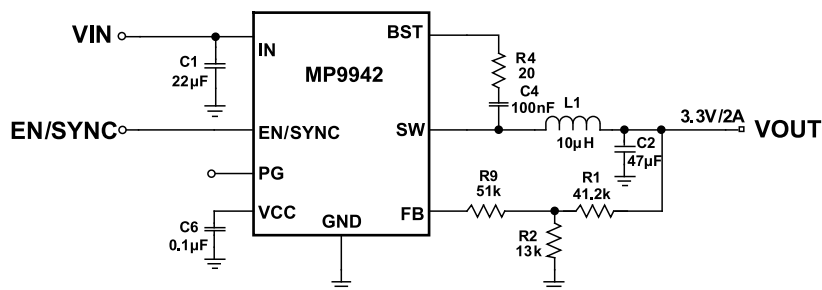 VIN
C1
22µF
IN
MP9942
BST
R4
20
C4
100nF
L1
10µH
3.3V/2A
VOUT
EN/SYNC
EN/SYNC
SW
C2
47µF
PG
R9
51k
R1
41.2k
VCC
FB
C6
0.1µF
GND
R2
13k